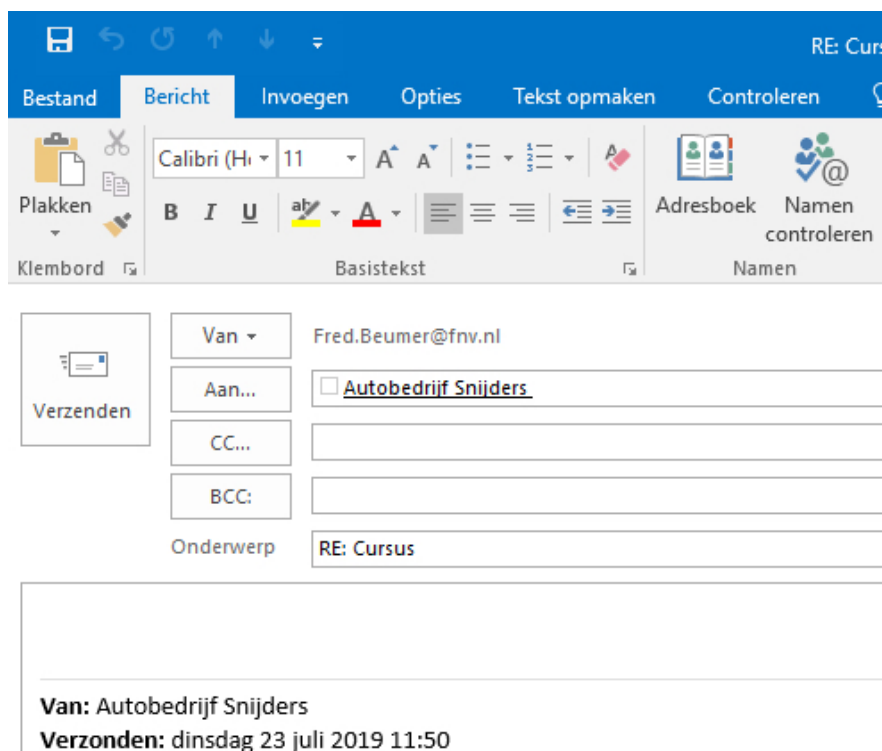 RE: Curs
Bestand Bericht Invoegen Opties Tekst opmaken Controleren
Calibri (H 11
Plakken
B I U ab A
Adresboek Namen controleren
Klembord Basistekst Namen
Van Fred.Beumer@fnv.nl
Verzenden
Aan... Autobedrijf Snijders
CC...
BCC:
Onderwerp RE: Cursus
Van: Autobedrijf Snijders
Verzonden: dinsdag 23 juli 2019 11:50